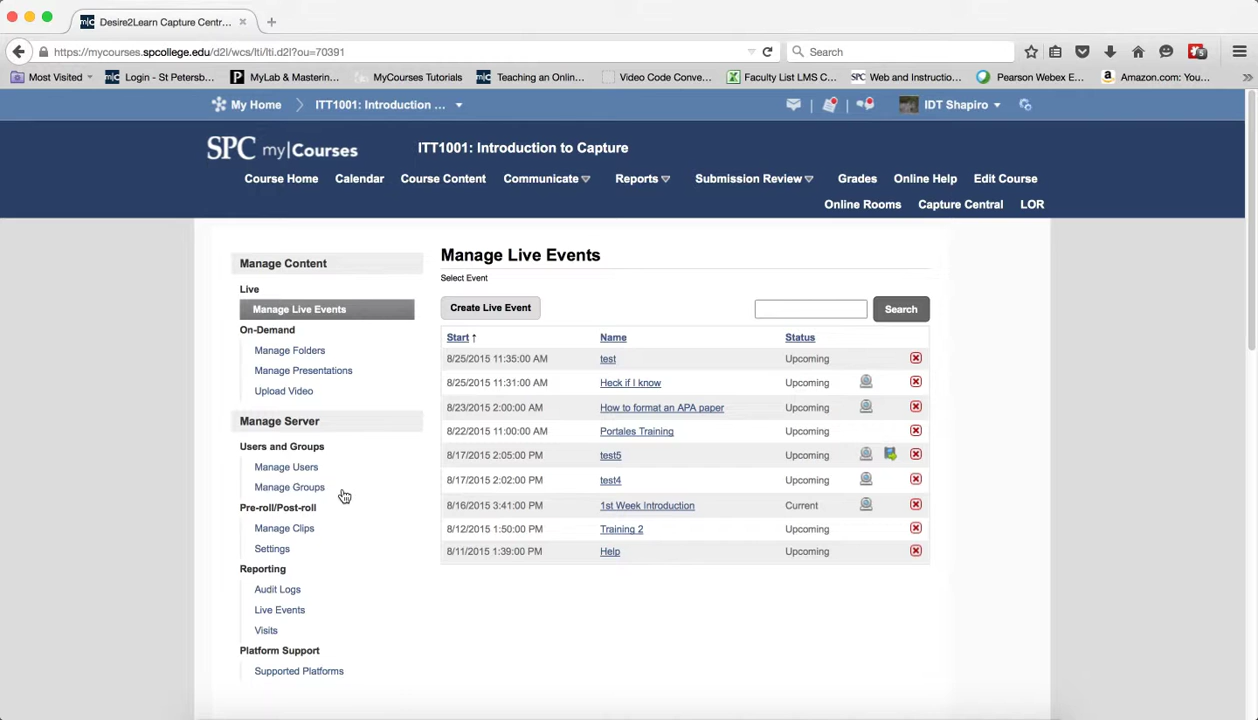 Desire2Learn Capture Centr...
https://mycourses.spcollege.edu/d2l/wcs/lti/lti.d2l?ou=70391
Search
5
Most Visited
m|c Login - St Petersb...
P MyLab & Masterin...
MyCourses Tutorials
m|c Teaching an Onlin...
Video Code Conve...
Faculty List LMS C...
SPC Web and Instructio...
Pearson Webex E...
a Amazon.com: You...
»
My Home
ITT1001: Introduction ...
IDT Shapiro
SPC my|Courses
ITT1001: Introduction to Capture
Course Home Calendar Course Content Communicate Reports Submission Review Grades Online Help Edit Course
Online Rooms Capture Central LOR
Manage Content
Live
Manage Live Events
On-Demand
Manage Folders
Manage Presentations
Upload Video
Manage Server
Users and Groups
Manage Users
Manage Groups
Pre-roll/Post-roll
Manage Clips
Settings
Reporting
Audit Logs
Live Events
Visits
Platform Support
Supported Platforms
Manage Live Events
Select Event
Create Live Event
Search
Start ↑ Name Status
8/25/2015 11:35:00 AM test Upcoming
8/25/2015 11:31:00 AM Heck if I know Upcoming
8/23/2015 2:00:00 AM How to format an APA paper Upcoming
8/22/2015 11:00:00 AM Portales Training Upcoming
8/17/2015 2:05:00 PM test5 Upcoming
8/17/2015 2:02:00 PM test4 Upcoming
8/16/2015 3:41:00 PM 1st Week Introduction Current
8/12/2015 1:50:00 PM Training 2 Upcoming
8/11/2015 1:39:00 PM Help Upcoming